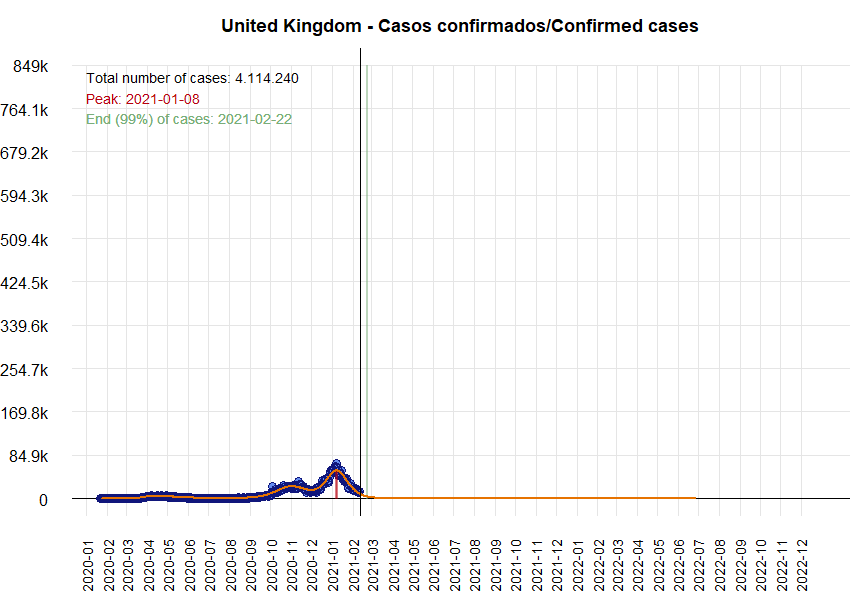 United Kingdom - Casos confirmados/Confirmed cases
849k
764.1k
679.2k
594.3k
509.4k
424.5k
339.6k
254.7k
169.8k
84.9k
0
Total number of cases: 4.114.240
Peak: 2021-01-08
End (99%) of cases: 2021-02-22
2020-01
2020-02
2020-03
2020-04
2020-05
2020-06
2020-07
2020-08
2020-09
2020-10
2020-11
2020-12
2021-01
2021-02
2021-03
2021-04
2021-05
2021-06
2021-07
2021-08
2021-09
2021-10
2021-11
2021-12
2022-01
2022-02
2022-03
2022-04
2022-05
2022-06
2022-07
2022-08
2022-09
2022-10
2022-11
2022-12